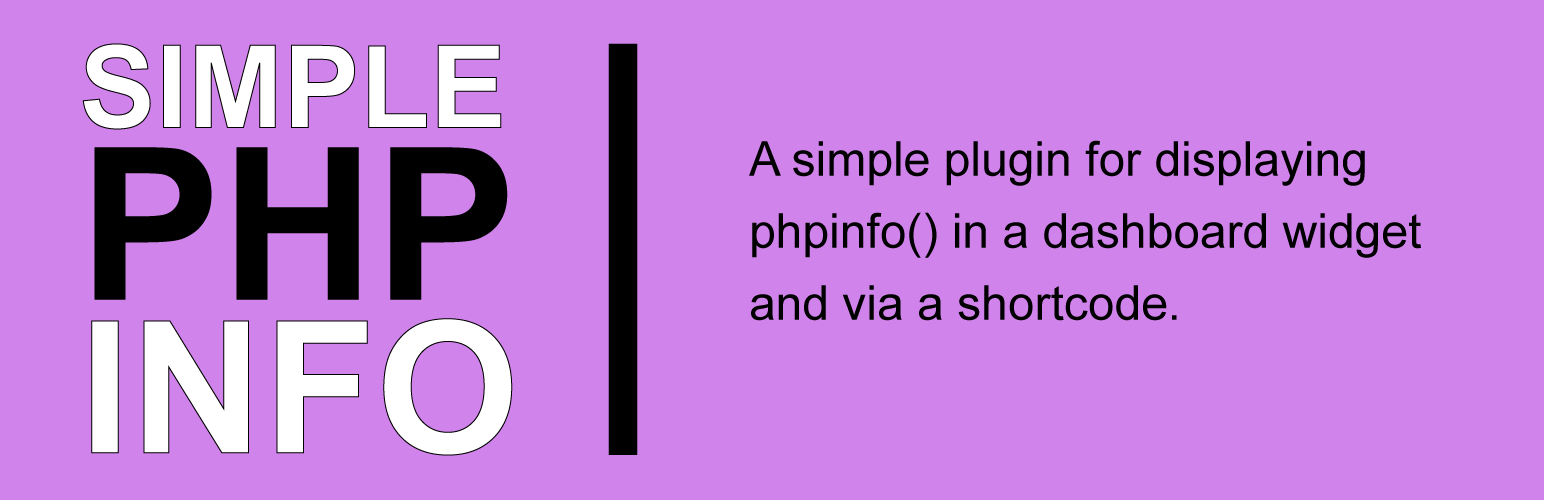 SIMPLE
PHP
INFO
A simple plugin for displaying
phpinfo() in a dashboard widget
and via a shortcode.